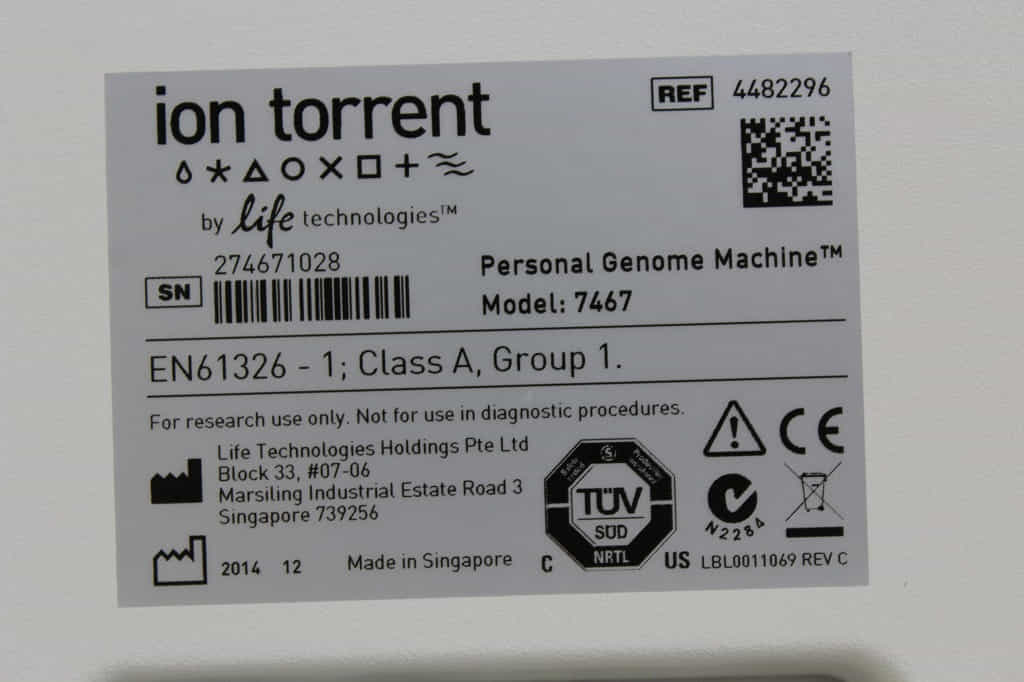 ion torrent
by life technologies™
REF 4482296
SN 274671028
Personal Genome Machine™
Model: 7467
EN61326 - 1; Class A, Group 1.
For research use only. Not for use in diagnostic procedures.
Life Technologies Holdings Pte Ltd
Block 33, #07-06
Marsiling Industrial Estate Road 3
Singapore 739256
2014 12
Made in Singapore
TÜV
SÜD
NRTL
C US
CE
N2284
LBL0011069 REV C